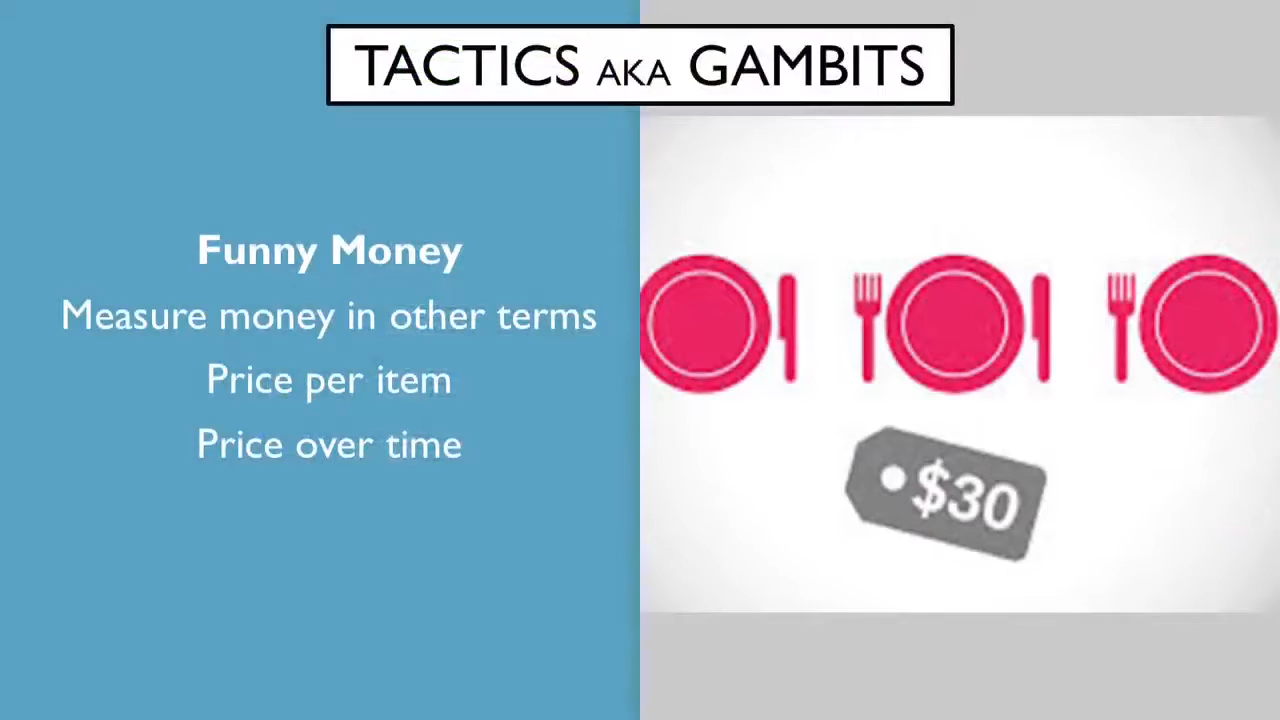 TACTICS AKA GAMBITS
Funny Money
Measure money in other terms
Price per item
Price over time
$30